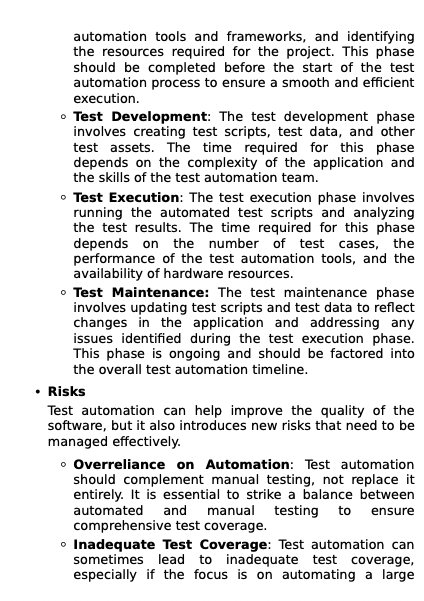 automation tools and frameworks, and identifying
the resources required for the project. This phase
should be completed before the start of the test
automation process to ensure a smooth and efficient
execution.
◦ Test Development: The test development phase
involves creating test scripts, test data, and other
test assets. The time required for this phase
depends on the complexity of the application and
the skills of the test automation team.
◦ Test Execution: The test execution phase involves
running the automated test scripts and analyzing
the test results. The time required for this phase
depends on the number of test cases, the
performance of the test automation tools, and the
availability of hardware resources.
◦ Test Maintenance: The test maintenance phase
involves updating test scripts and test data to reflect
changes in the application and addressing any
issues identified during the test execution phase.
This phase is ongoing and should be factored into
the overall test automation timeline.
• Risks
Test automation can help improve the quality of the
software, but it also introduces new risks that need to be
managed effectively.
◦ Overreliance on Automation: Test automation
should complement manual testing, not replace it
entirely. It is essential to strike a balance between
automated and manual testing to ensure
comprehensive test coverage.
◦ Inadequate Test Coverage: Test automation can
sometimes lead to inadequate test coverage,
especially if the focus is on automating a large